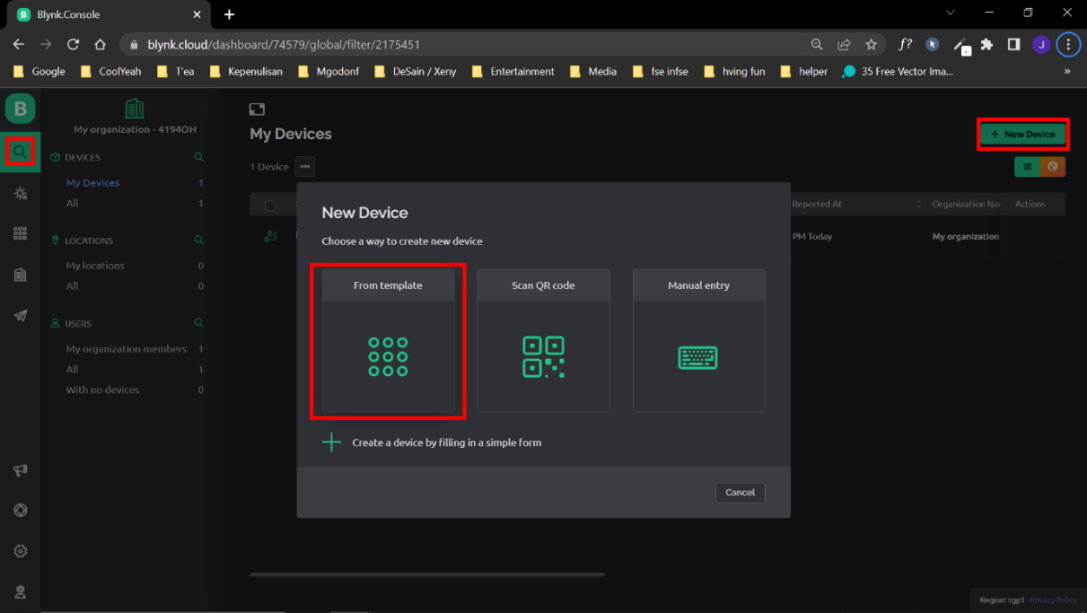 Blynk.Console
blynk.cloud/dashboard/74579/global/filter/2175451
f?
J
Google CoolYeah T'ea Kepenulisan Mgodonf DeSain / Xeny Entertainment Media fse infse hving fun helper 35 Free Vector Ima... »
B
My organization - 4194OH
DEVICES
My Devices 1
All 1
LOCATIONS
My locations 0
All 0
USERS
My organization members 1
All 1
With no devices 0
My Devices
+ New Device
1 Device
Reported At Organization Nam Actions
PM Today My organization
New Device
Choose a way to create new device
From template Scan QR code Manual entry
Create a device by filling in a simple form
Cancel
Region: sgp1 Privacy Policy